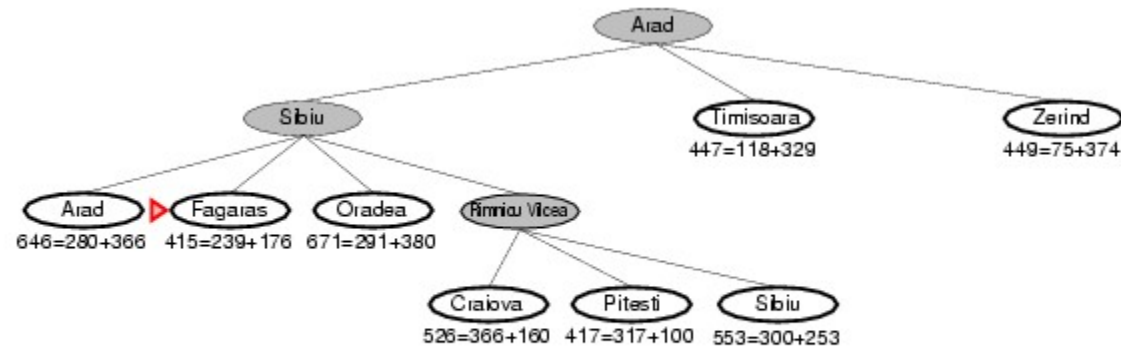 Arad
Sibiu
Timisoara
Zerind
447=118+329
449=75+374
Arad
Fagaras
Oradea
Rimnicu Vilcea
646=280+366
415=239+176
671=291+380
Craiova
Pitesti
Sibiu
526=366+160
417=317+100
553=300+253